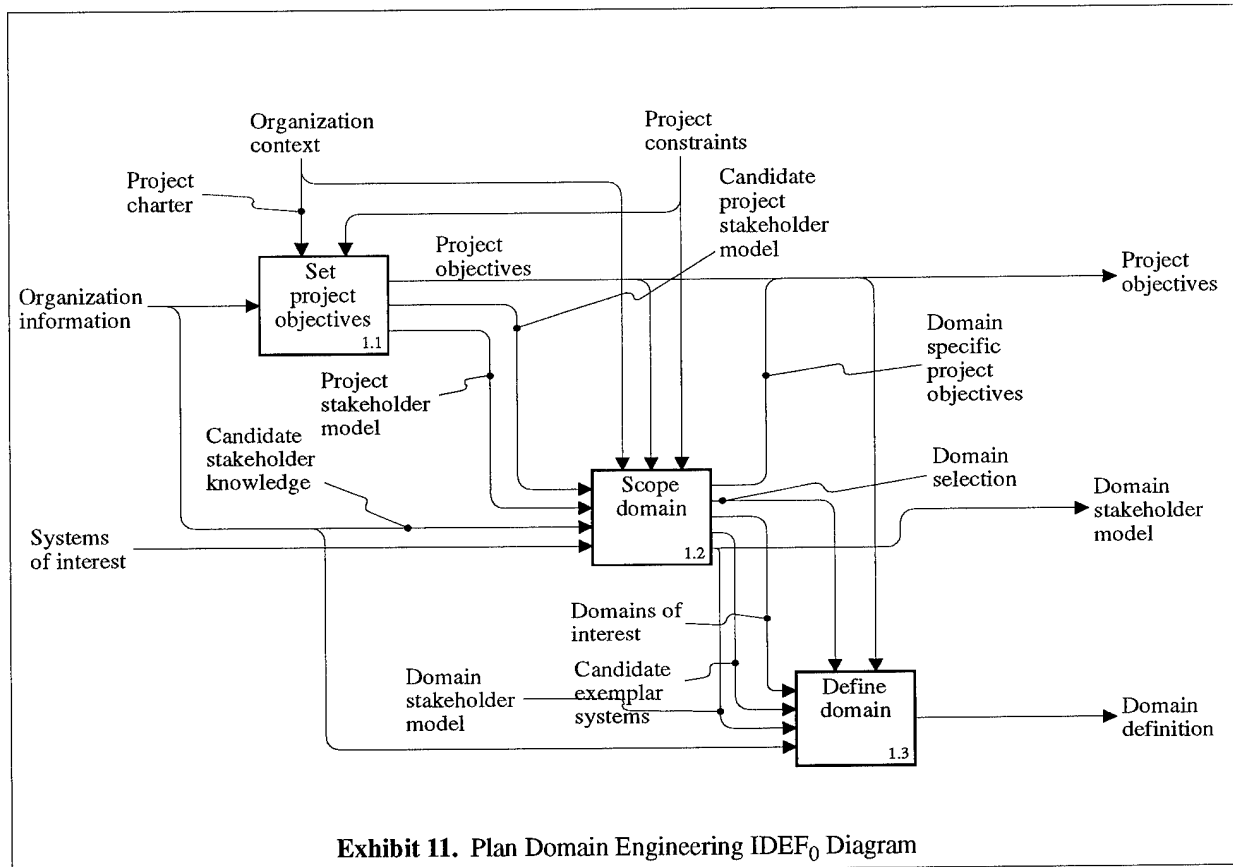 Organization
context
Project
constraints
Project
charter
Candidate
project
stakeholder
model
Set
project
objectives
1.1
Project
objectives
Project
objectives
Organization
information
Domain
specific
project
objectives
Project
stakeholder
model
Candidate
stakeholder
knowledge
Scope
domain
1.2
Domain
selection
Domain
stakeholder
model
Systems
of interest
Domains of
interest
Domain
stakeholder
model
Candidate
exemplar
systems
Define
domain
1.3
Domain
definition
Exhibit 11. Plan Domain Engineering IDEF0 Diagram